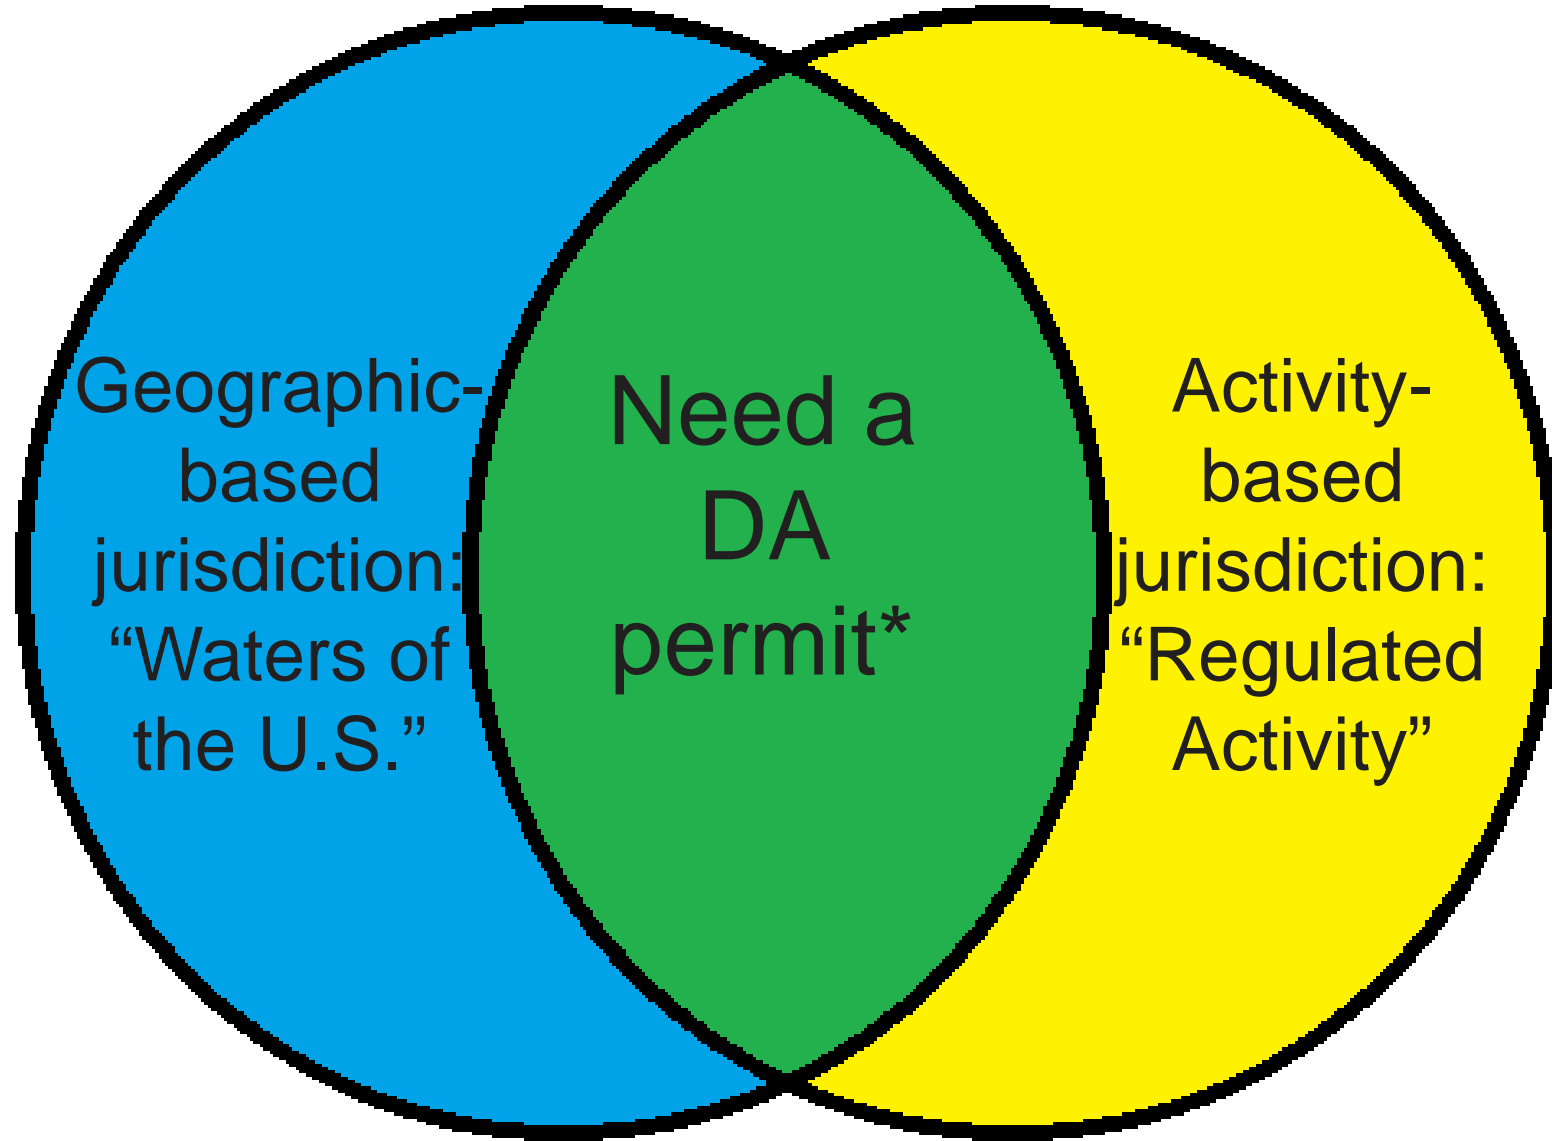 Geographic-
based
jurisdiction:
“Waters of
the U.S.”
Need a
DA
permit*
Activity-
based
jurisdiction:
“Regulated
Activity”